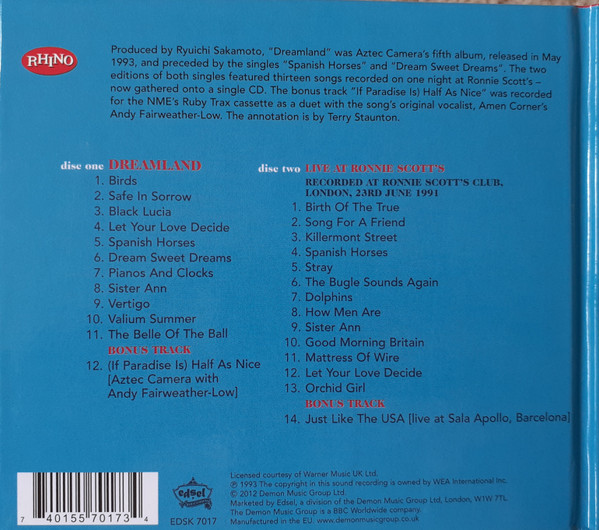 RHINO
Produced by Ryuichi Sakamoto, "Dreamland" was Aztec Camera's fifth album, released in May
1993, and preceded by the singles "Spanish Horses" and "Dream Sweet Dreams". The two
editions of both singles featured thirteen songs recorded on one night at Ronnie Scott's –
now gathered onto a single CD. The bonus track "If Paradise Is) Half As Nice" was recorded
for the NME's Ruby Trax cassette as a duet with the song's original vocalist, Amen Corner's
Andy Fairweather-Low. The annotation is by Terry Staunton.
disc one DREAMLAND
1. Birds
2. Safe In Sorrow
3. Black Lucia
4. Let Your Love Decide
5. Spanish Horses
6. Dream Sweet Dreams
7. Pianos And Clocks
8. Sister Ann
9. Vertigo
10. Valium Summer
11. The Belle Of The Ball
BONUS TRACK
12. (If Paradise Is) Half As Nice
[Aztec Camera with
Andy Fairweather-Low]
disc two LIVE AT RONNIE SCOTT'S
RECORDED AT RONNIE SCOTT'S CLUB,
LONDON, 23RD JUNE 1991
1. Birth Of The True
2. Song For A Friend
3. Killermont Street
4. Spanish Horses
5. Stray
6. The Bugle Sounds Again
7. Dolphins
8. How Men Are
9. Sister Ann
10. Good Morning Britain
11. Mattress Of Wire
12. Let Your Love Decide
13. Orchid Girl
BONUS TRACK
14. Just Like The USA [live at Sala Apollo, Barcelona]
7 40155 70173 4
edsel
EDSK 7017
Licensed courtesy of Warner Music UK Ltd.
℗ 1993 The copyright in this sound recording is owned by WEA International Inc.
© 2012 Demon Music Group Ltd.
Marketed by Edsel, a division of the Demon Music Group Ltd, London, W1W 7TL
The Demon Music Group is a BBC Worldwide company
Manufactured in the EU. www.demonmusicgroup.co.uk